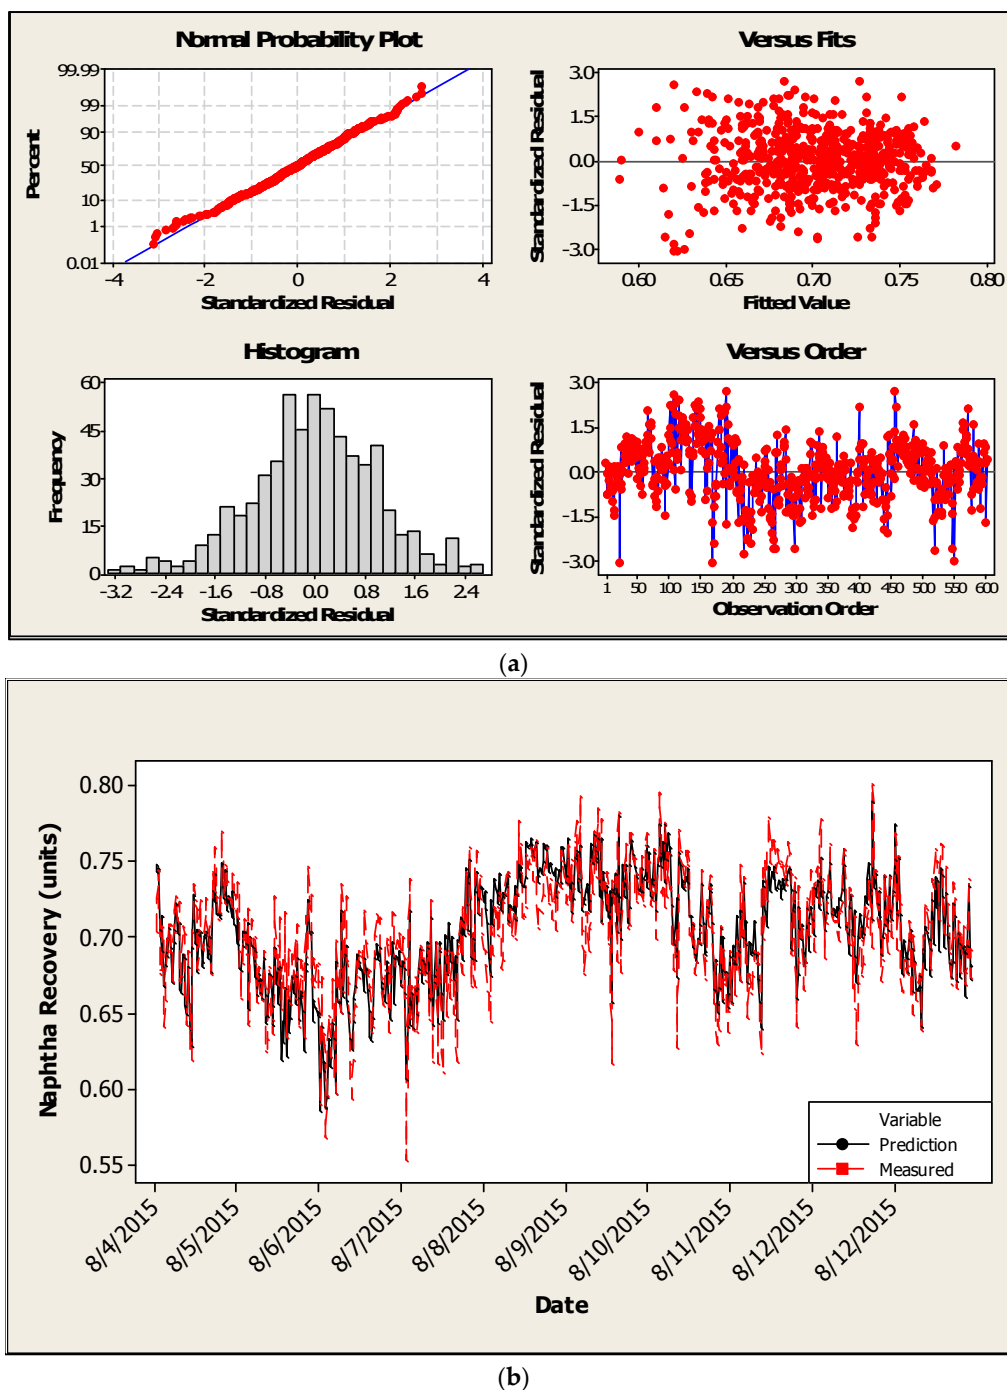 Normal Probability Plot
99.99
99
90
50
10
1
0.01
Percent
-4 -2 0 2 4
Standardized Residual
Versus Fits
3.0
1.5
0.0
-1.5
-3.0
Standardized Residual
0.60 0.65 0.70 0.75 0.80
Fitted Value
Histogram
60
45
30
15
0
Frequency
-3.2 -2.4 -1.6 -0.8 0.0 0.8 1.6 2.4
Standardized Residual
Versus Order
3.0
1.5
0.0
-1.5
-3.0
Standardized Residual
1 50 100 150 200 250 300 350 400 450 500 550 600
Observation Order
(a)
0.80
0.75
0.70
0.65
0.60
0.55
Naphtha Recovery (units)
Variable
Prediction
Measured
8/4/2015 8/5/2015 8/6/2015 8/7/2015 8/8/2015 8/9/2015 8/10/2015 8/11/2015 8/12/2015 8/12/2015
Date
(b)